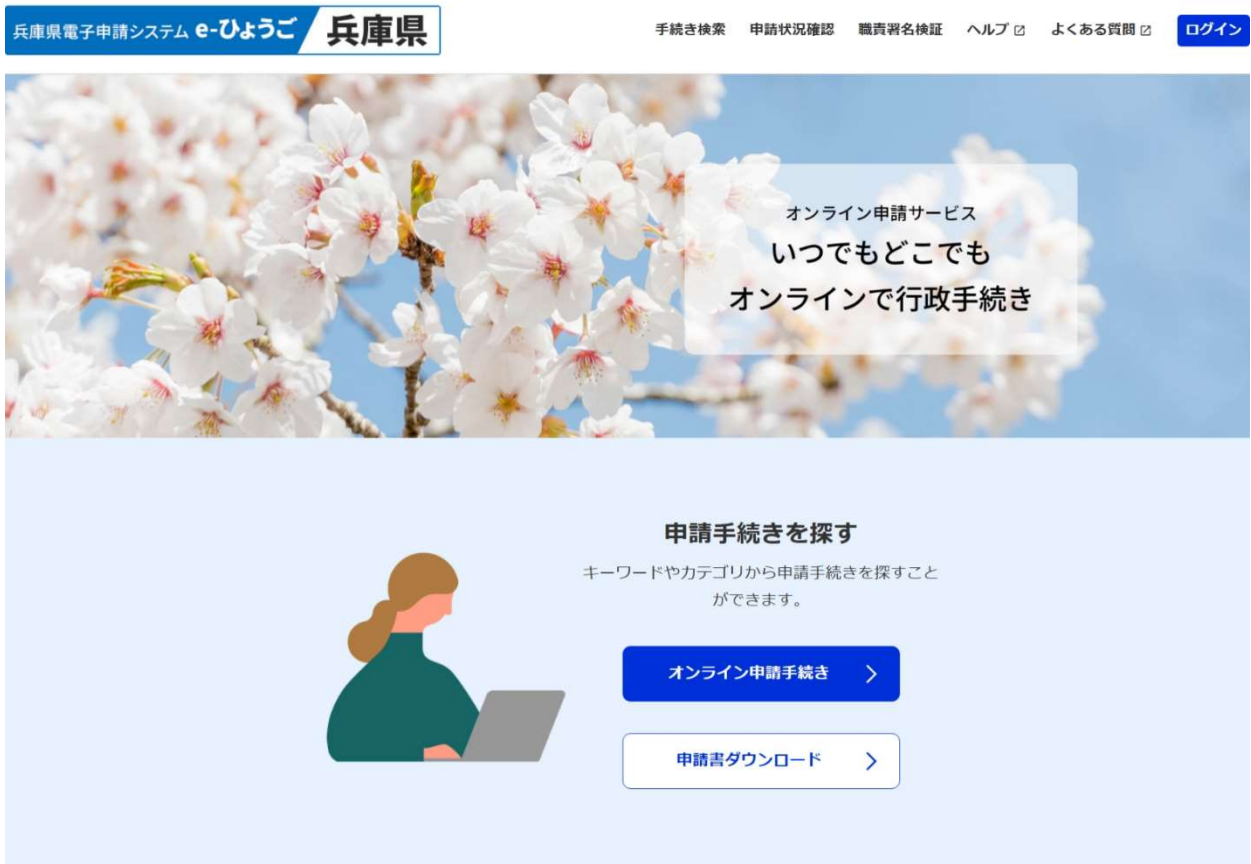 兵庫県電子申請システム e-ひょうご 兵庫県
手続き検索 申請状況確認 職責署名検証 ヘルプ よくある質問 ログイン
オンライン申請サービス
いつでもどこでも
オンラインで行政手続き
申請手続きを探す
キーワードやカテゴリから申請手続きを探すこと
ができます。
オンライン申請手続き
申請書ダウンロード